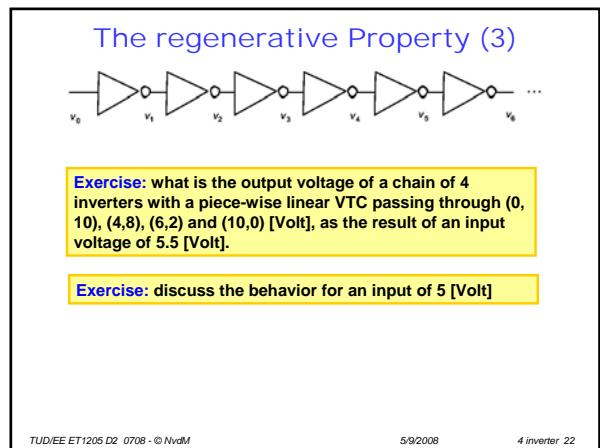 The regenerative Property (3)
v0 v1 v2 v3 v4 v5 v6 ...
Exercise: what is the output voltage of a chain of 4
inverters with a piece-wise linear VTC passing through (0,
10), (4,8), (6,2) and (10,0) [Volt], as the result of an input
voltage of 5.5 [Volt].
Exercise: discuss the behavior for an input of 5 [Volt]
TUD/EE ET1205 D2 0708 - © NvdM 5/9/2008 4 inverter 22